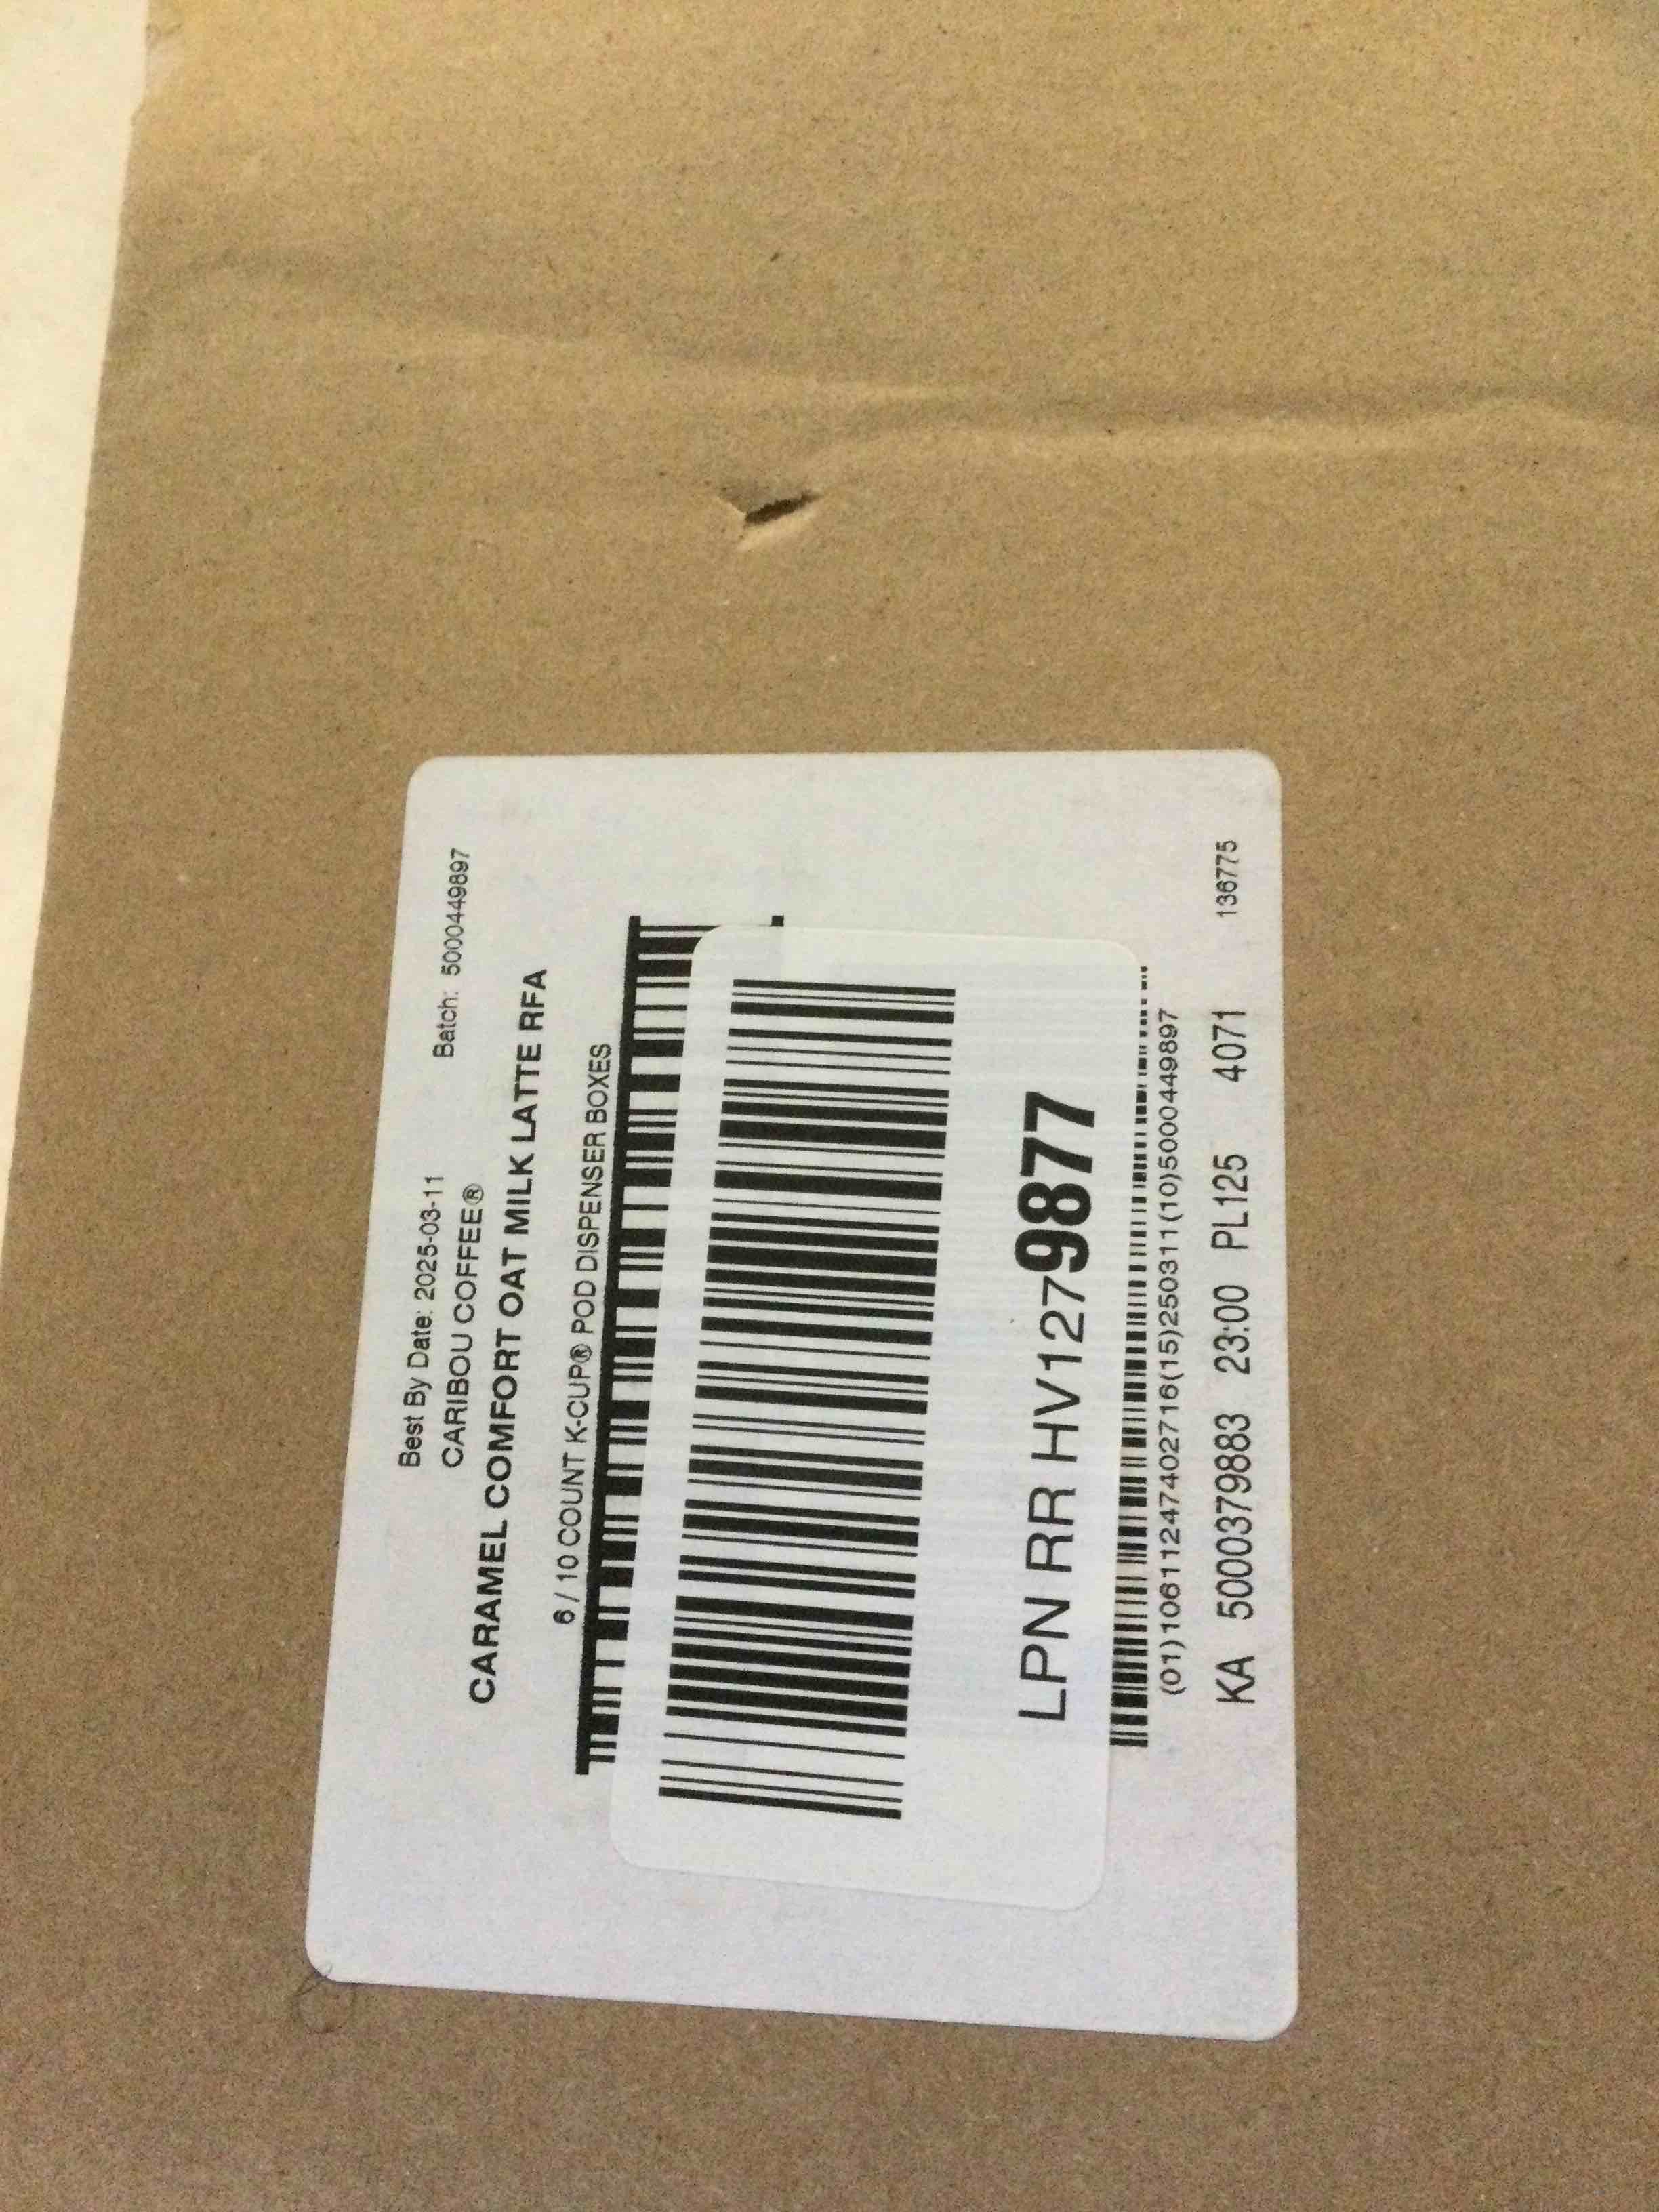 Best By Date: 2025-03-11 Batch: 5000449897
CARIBOU COFFEE®
CARAMEL COMFORT OAT MILK LATTE RFA
6 / 10 COUNT K-CUP® POD DISPENSER BOXES
LPN RR HV1279877
(01)10611247402716(15)250311(10)5000449897
KA 5000379883 23:00 PL125 4071 136775